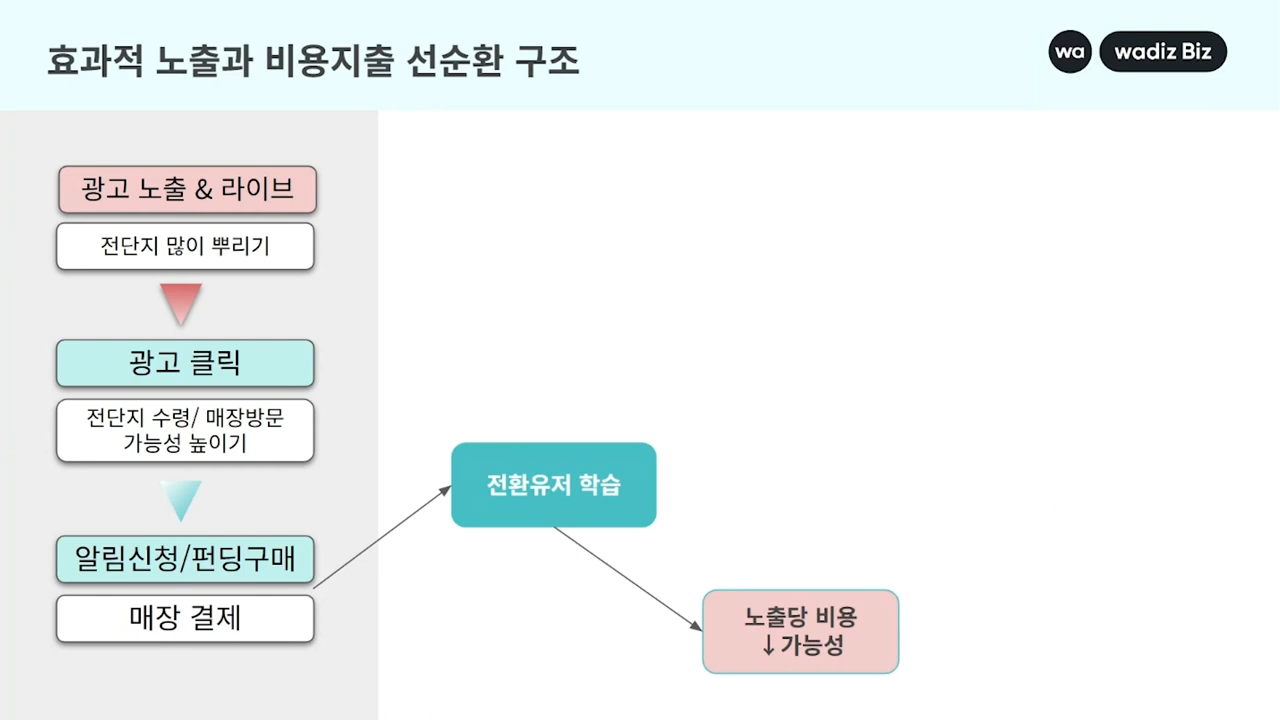 효과적 노출과 비용지출 선순환 구조
wa
wadiz Biz
광고 노출 & 라이브
전단지 많이 뿌리기
광고 클릭
전단지 수령/ 매장방문
가능성 높이기
전환유저 학습
알림신청/펀딩구매
매장 결제
노출당 비용
↓가능성